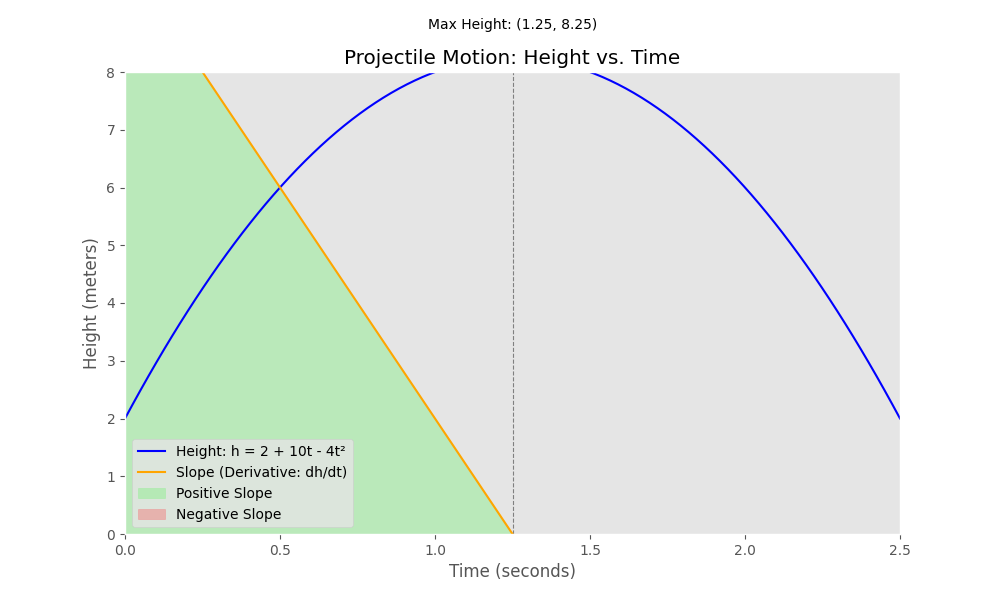 Max Height: (1.25, 8.25)
Projectile Motion: Height vs. Time
Height (meters)
8
7
6
5
4
3
2
1
0
Height: h = 2 + 10t - 4t²
Slope (Derivative: dh/dt)
Positive Slope
Negative Slope
0.0 0.5 1.0 1.5 2.0 2.5
Time (seconds)